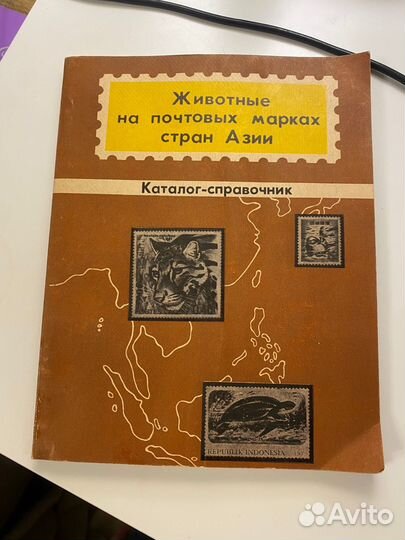 Животные
на почтовых марках
стран Азии
Каталог-справочник
REPUBLIK INDONESIA
Avito